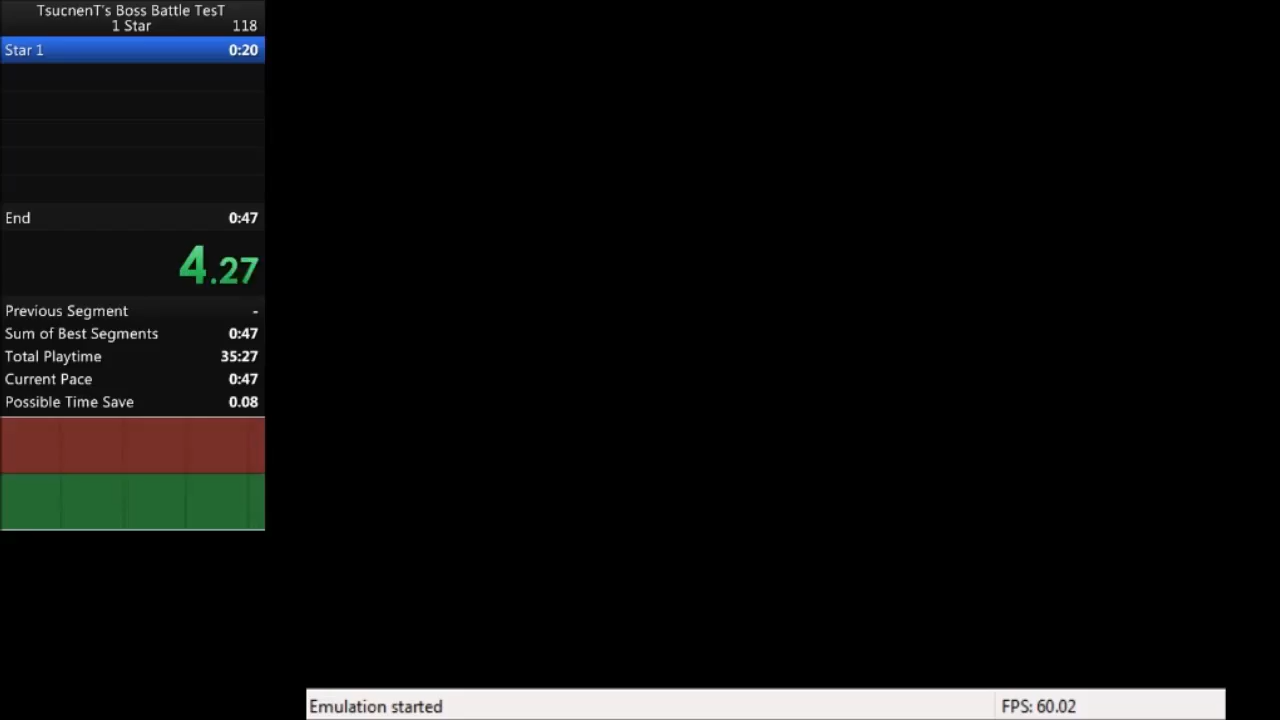 TsucnenT's Boss Battle TesT
1 Star 118
Star 1 0:20
End 0:47
4.27
Previous Segment -
Sum of Best Segments 0:47
Total Playtime 35:27
Current Pace 0:47
Possible Time Save 0.08
Emulation started FPS: 60.02